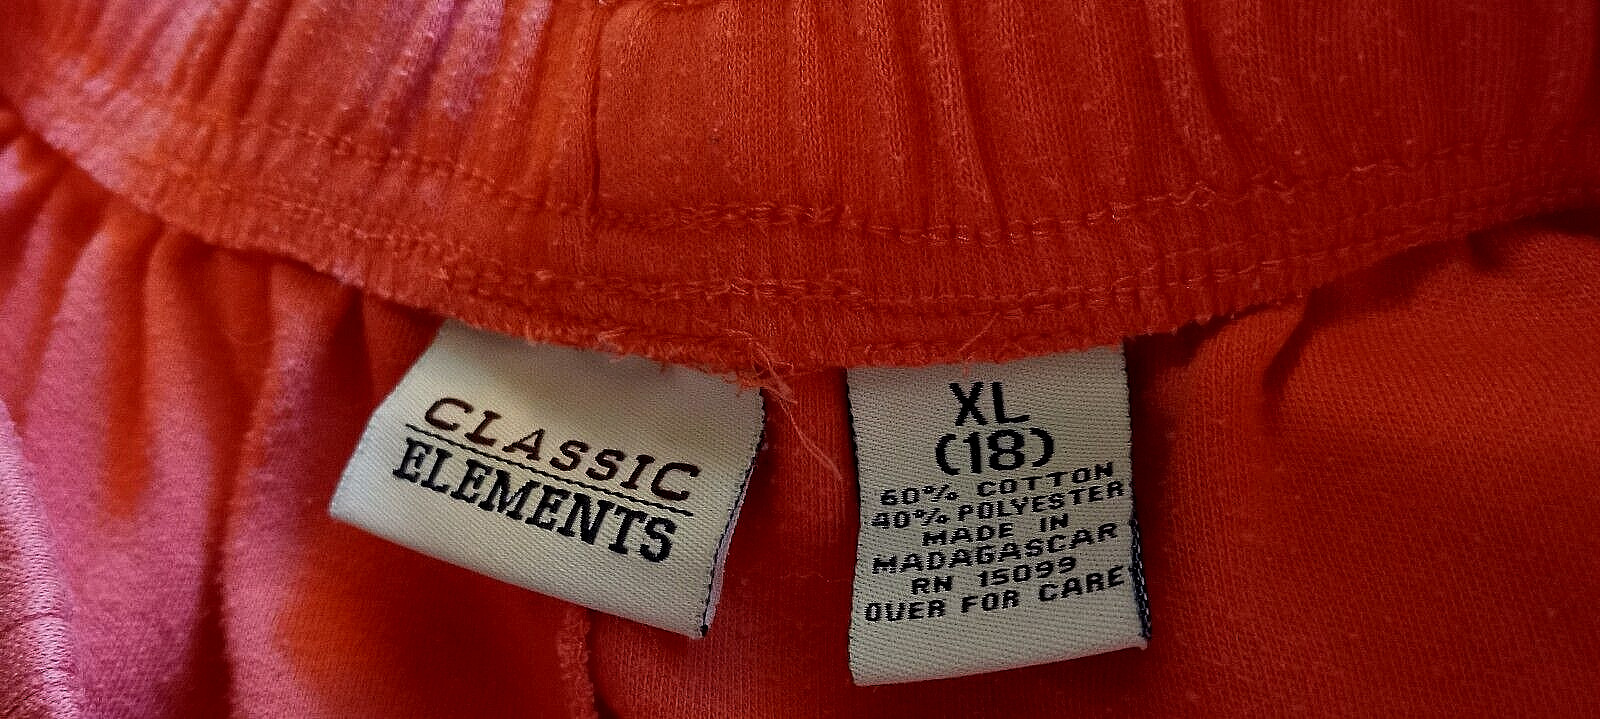 CLASSIC
ELEMENTS
XL
(18)
60% COTTON
40% POLYESTER
MADE IN
MADAGASCAR
RN 15099
OVER FOR CARE